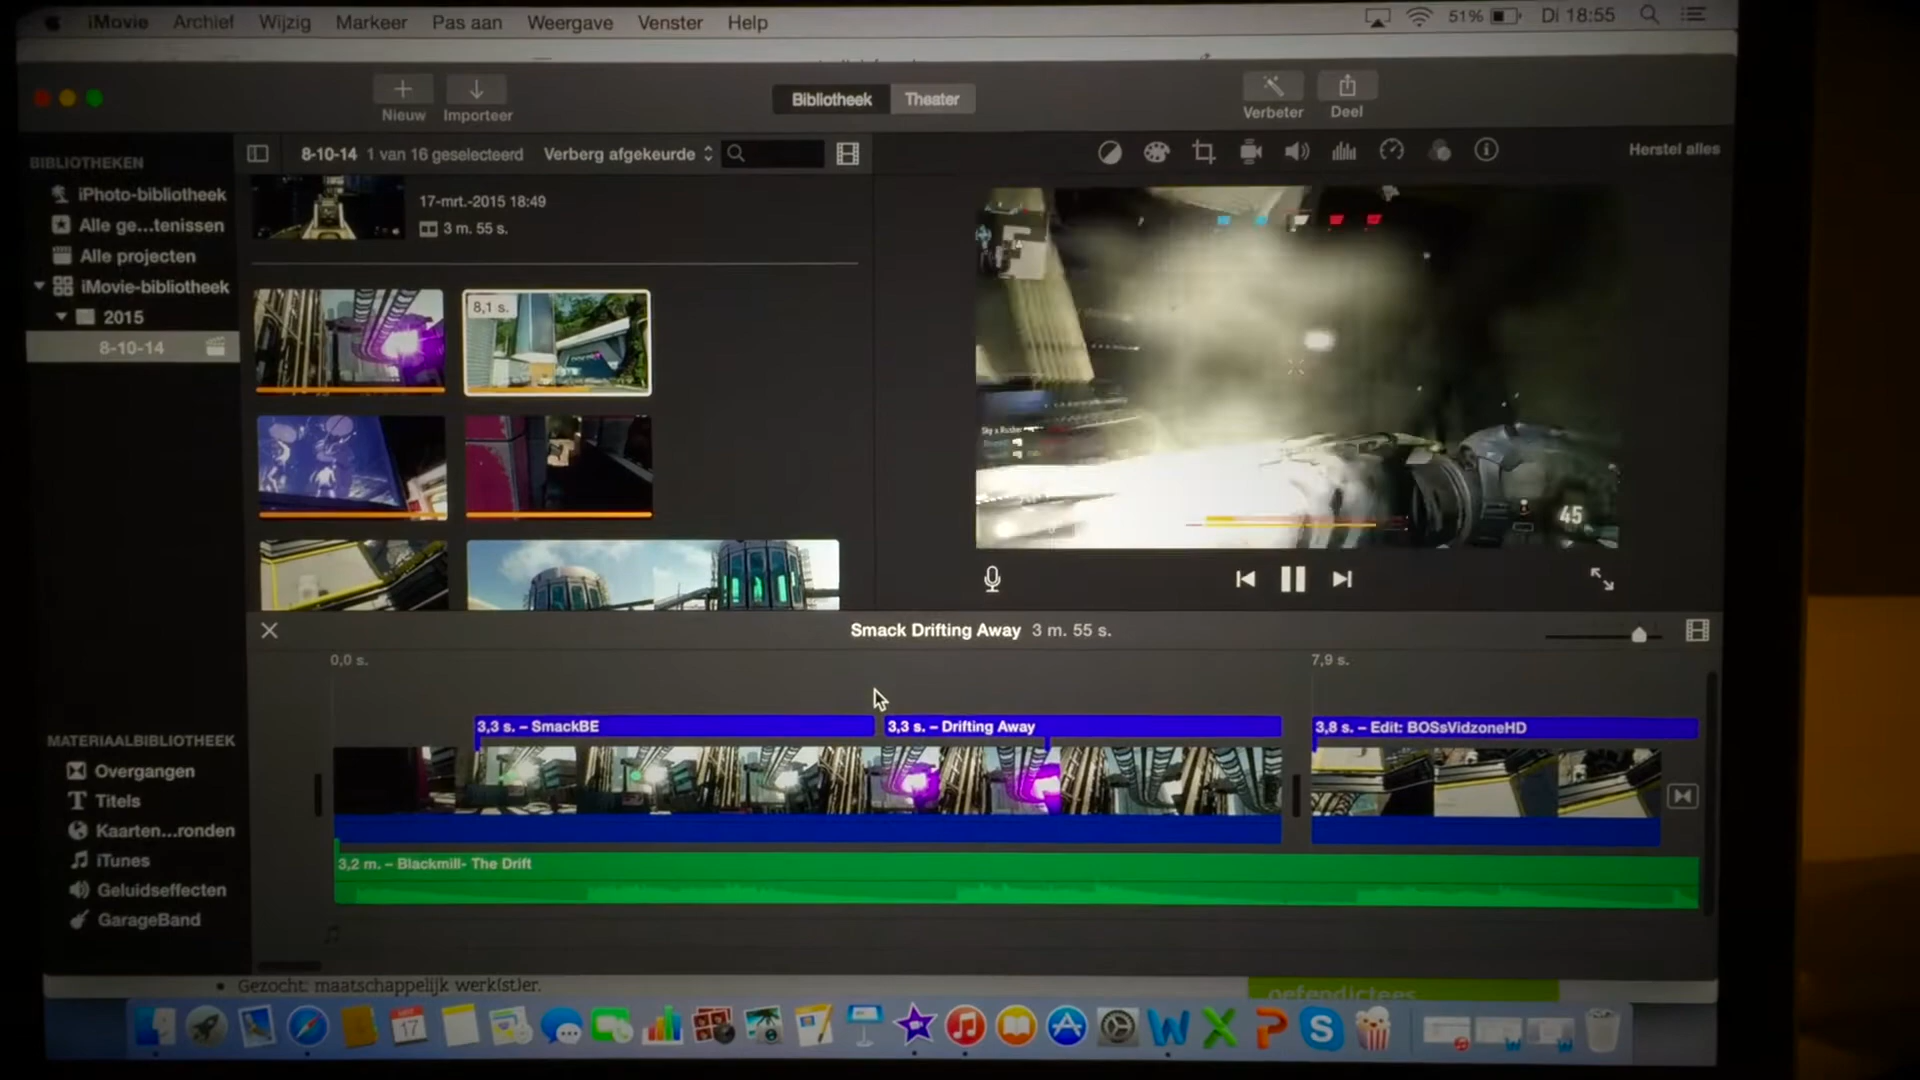 iMovie Archief Wijzig Markeer Pas aan Weergave Venster Help 51% Di 18:55
Nieuw Importeer Bibliotheek Theater Verbeter Deel
BIBLIOTHEKEN
iPhoto-bibliotheek
Alle ge...tenissen
Alle projecten
iMovie-bibliotheek
2015
8-10-14
8-10-14 1 van 16 geselecteerd Verberg afgekeurde
Herstel alles
17-mrt.-2015 18:49
3 m. 55 s.
8,1 s.
45
Smack Drifting Away 3 m. 55 s.
0,0 s. 7,9 s.
3,3 s. – SmackBE 3,3 s. – Drifting Away 3,8 s. – Edit: BOSsVidzoneHD
3,2 m. – Blackmill- The Drift
MATERIAALBIBLIOTHEEK
Overgangen
Titels
Kaarten...ronden
iTunes
Geluidseffecten
GarageBand
Gezocht: maatschappelijk werk(st)er.
oefendictees
17